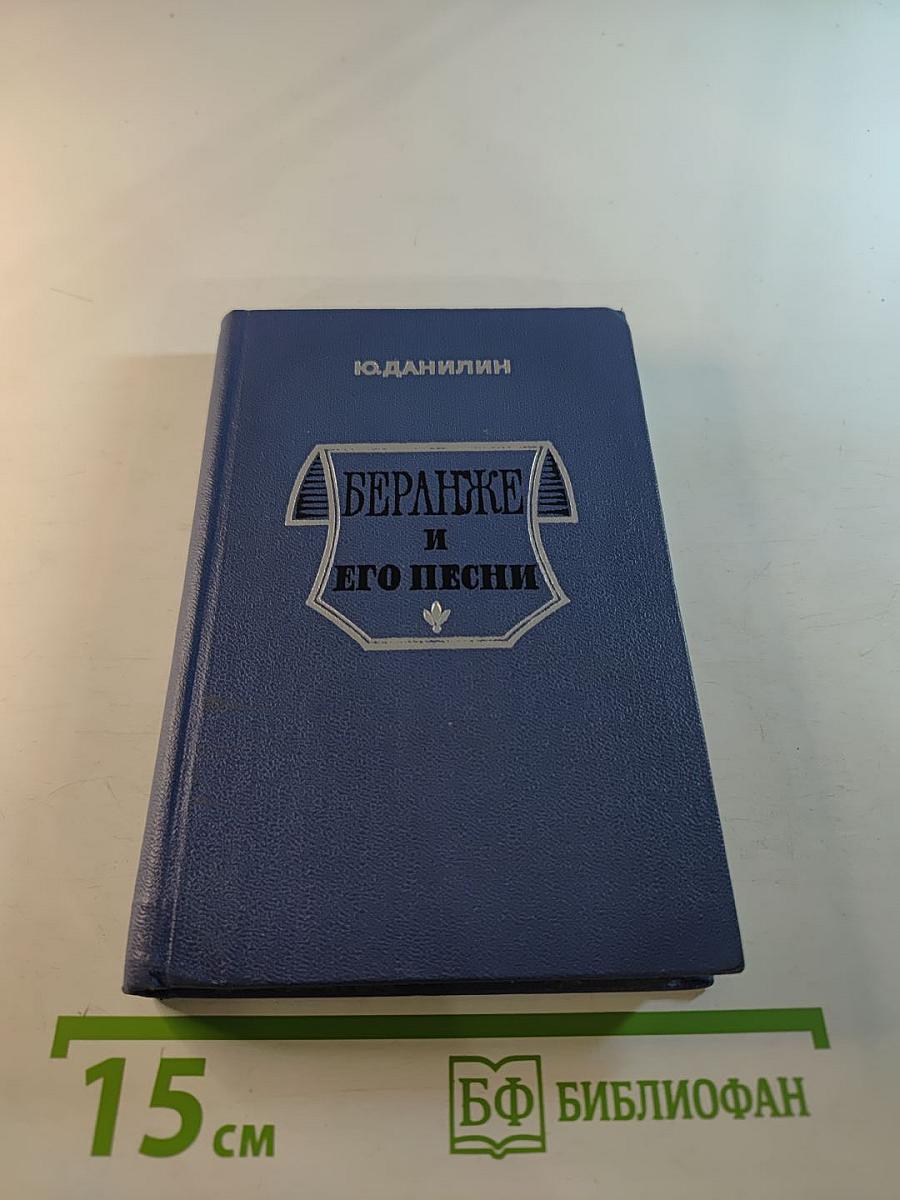 Ю. ДАНИЛИН
БЕРАНЖЕ
И
ЕГО ПЕСНИ
15 см
БФ БИБЛИОФАН